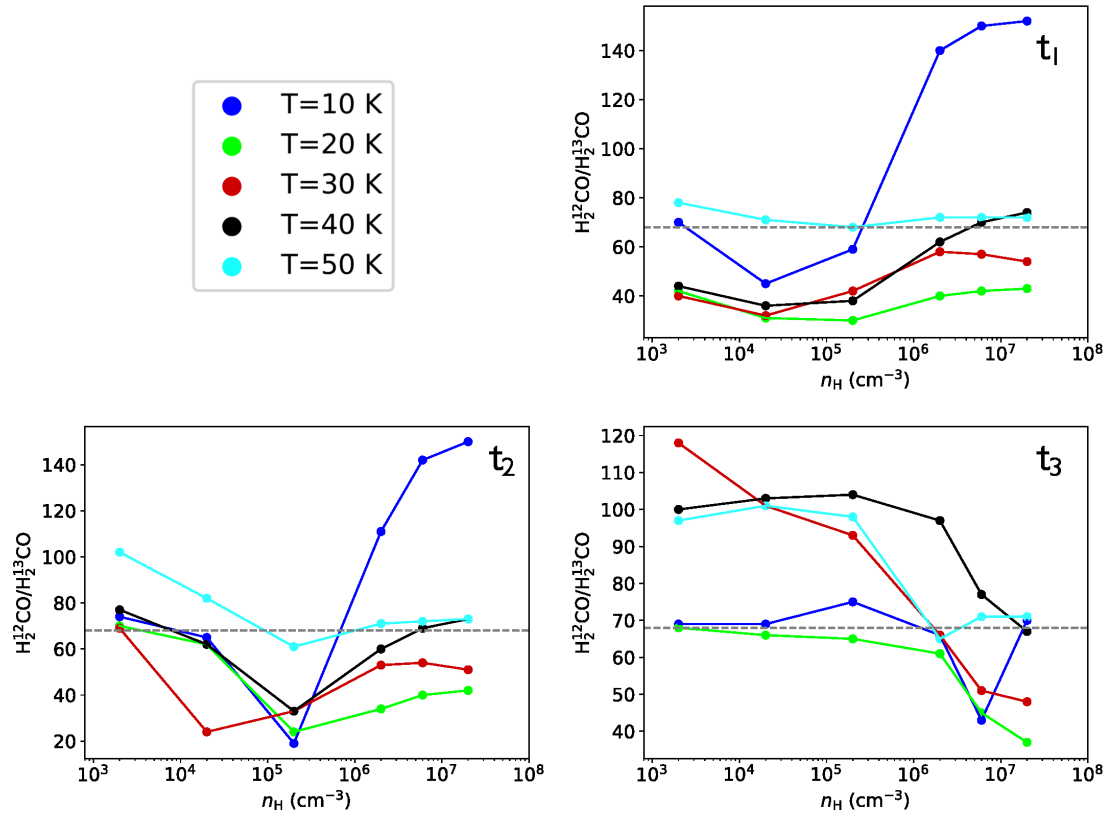 T=10 K
T=20 K
T=30 K
T=40 K
T=50 K
t₁
140
120
100
80
60
40
H₂¹²CO/H₂¹³CO
10³ 10⁴ 10⁵ 10⁶ 10⁷ 10⁸
n_H (cm⁻³)
t₂
140
120
100
80
60
40
20
H₂¹²CO/H₂¹³CO
10³ 10⁴ 10⁵ 10⁶ 10⁷ 10⁸
n_H (cm⁻³)
t₃
120
110
100
90
80
70
60
50
40
H₂¹²CO/H₂¹³CO
10³ 10⁴ 10⁵ 10⁶ 10⁷ 10⁸
n_H (cm⁻³)